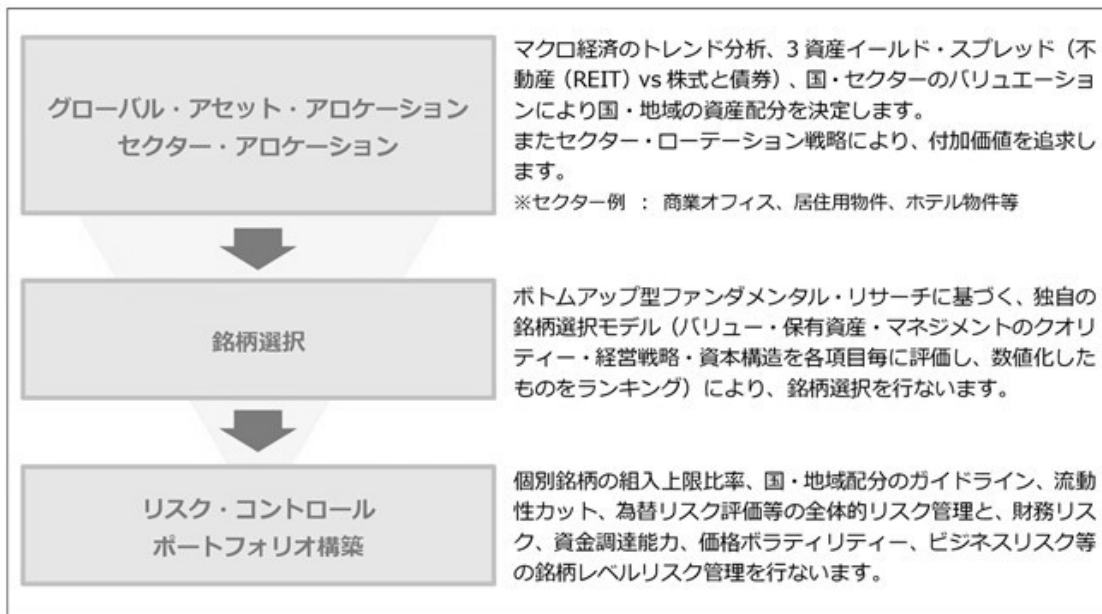 グローバル・アセット・アロケーション
セクター・アロケーション
マクロ経済のトレンド分析、3 資産イールド・スプレッド（不
動産（REIT）vs 株式と債券）、国・セクターのバリュエーショ
ンにより国・地域の資産配分を決定します。
またセクター・ローテーション戦略により、付加価値を追求し
ます。
※セクター例 ： 商業オフィス、居住用物件、ホテル物件等
銘柄選択
ボトムアップ型ファンダメンタル・リサーチに基づく、独自の
銘柄選択モデル（バリュー・保有資産・マネジメントのクオリ
ティー・経営戦略・資本構造を各項目毎に評価し、数値化した
ものをランキング）により、銘柄選択を行ないます。
リスク・コントロール
ポートフォリオ構築
個別銘柄の組入上限比率、国・地域配分のガイドライン、流動
性カット、為替リスク評価等の全体的リスク管理と、財務リス
ク、資金調達能力、価格ボラティリティー、ビジネスリスク等
の銘柄レベルリスク管理を行ないます。